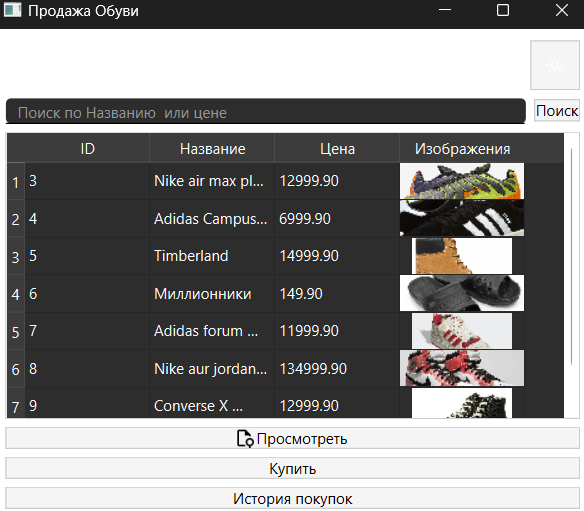 Продажа Обуви
Поиск по Названию или цене
Поиск
ID Название Цена Изображения
1 3 Nike air max pl... 12999.90
2 4 Adidas Campus... 6999.90
3 5 Timberland 14999.90
4 6 Миллионники 149.90
5 7 Adidas forum ... 11999.90
6 8 Nike aur jordan... 134999.90
7 9 Converse X ... 12999.90
Просмотреть
Купить
История покупок